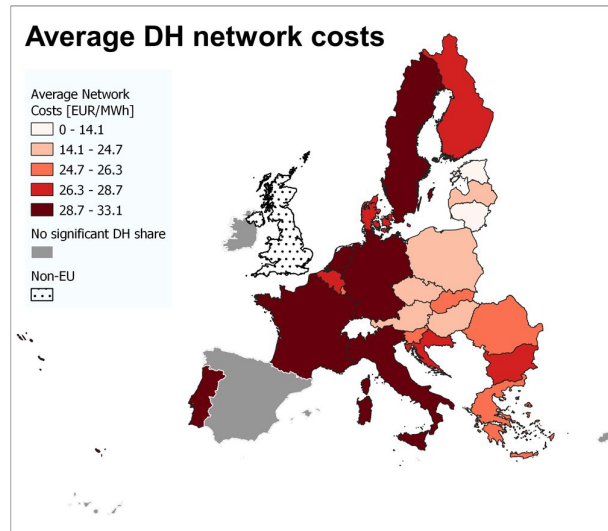 Average DH network costs
Average Network
Costs [EUR/MWh]
0 - 14.1
14.1 - 24.7
24.7 - 26.3
26.3 - 28.7
28.7 - 33.1
No significant DH share
Non-EU